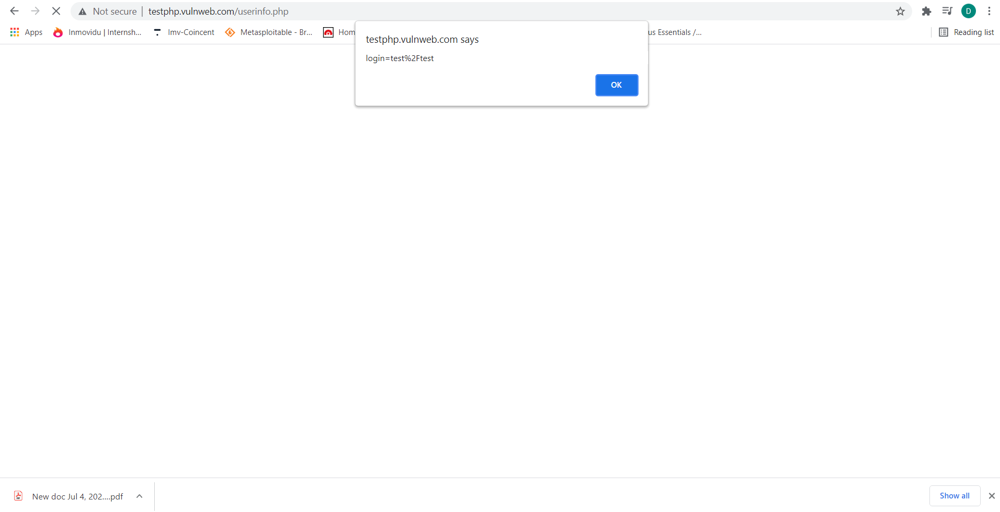 Not secure | testphp.vulnweb.com/userinfo.php
D
Apps Inmovidu | Internsh... Imv-Coincent Metasploitable - Br... Hom us Essentials /... Reading list
testphp.vulnweb.com says
login=test%2Ftest
OK
New doc Jul 4, 202....pdf
Show all